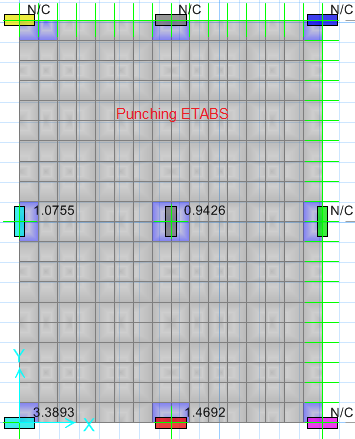 N/C N/C N/C
Punching ETABS
1.0755 0.9426 N/C
Y
3.3893 1.4692 N/C
X